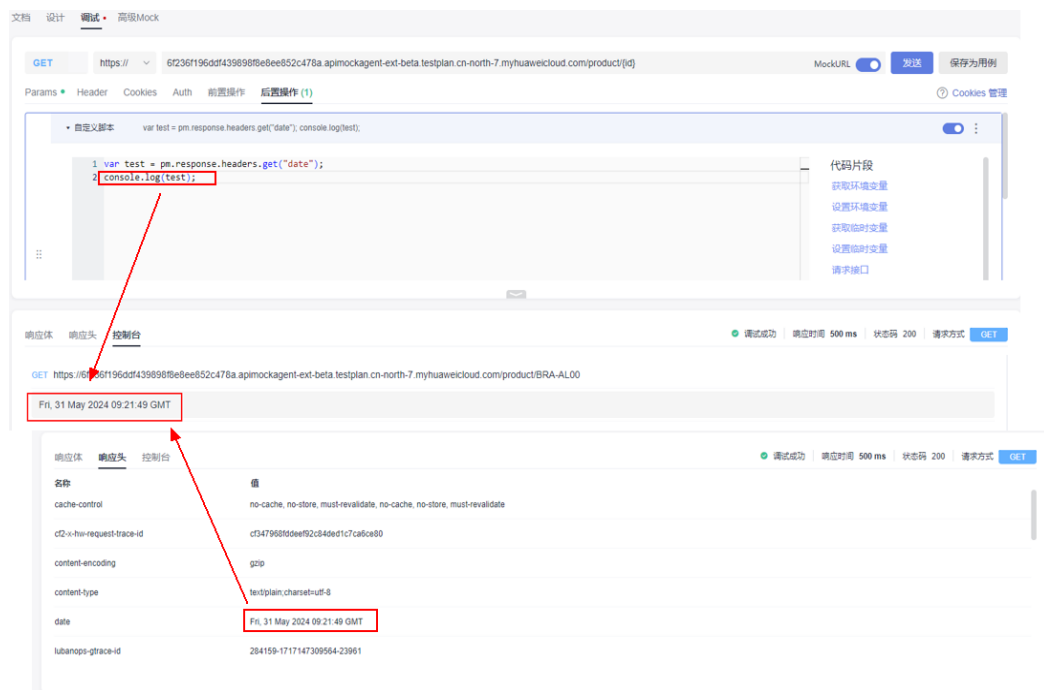 文档 设计 调试 高级Mock
GET https:// 6f236f196ddf439898f8e8ee852c478a.apimockagent-ext-beta.testplan.cn-north-7.myhuaweicloud.com/product/{id} MockURL 发送 保存为用例
Params Header Cookies Auth 前置操作 后置操作 (1) Cookies 管理
自定义脚本 var test = pm.response.headers.get("date"); console.log(test);
1 var test = pm.response.headers.get("date");
2 console.log(test);
代码片段
获取环境变量
设置环境变量
获取临时变量
设置临时变量
请求接口
响应体 响应头 控制台 调试成功 响应时间 500 ms 状态码 200 请求方式 GET
GET https://6f236f196ddf439898f8e8ee852c478a.apimockagent-ext-beta.testplan.cn-north-7.myhuaweicloud.com/product/BRA-AL00
Fri, 31 May 2024 09:21:49 GMT
响应体 响应头 控制台 调试成功 响应时间 500 ms 状态码 200 请求方式 GET
名称 值
cache-control no-cache, no-store, must-revalidate, no-cache, no-store, must-revalidate
cf2-x-hw-request-trace-id cf347968fddeef92c84ded1c7ca6ce80
content-encoding gzip
content-type text/plain;charset=utf-8
date Fri, 31 May 2024 09:21:49 GMT
lubanops-gtrace-id 284159-1717147309564-23961